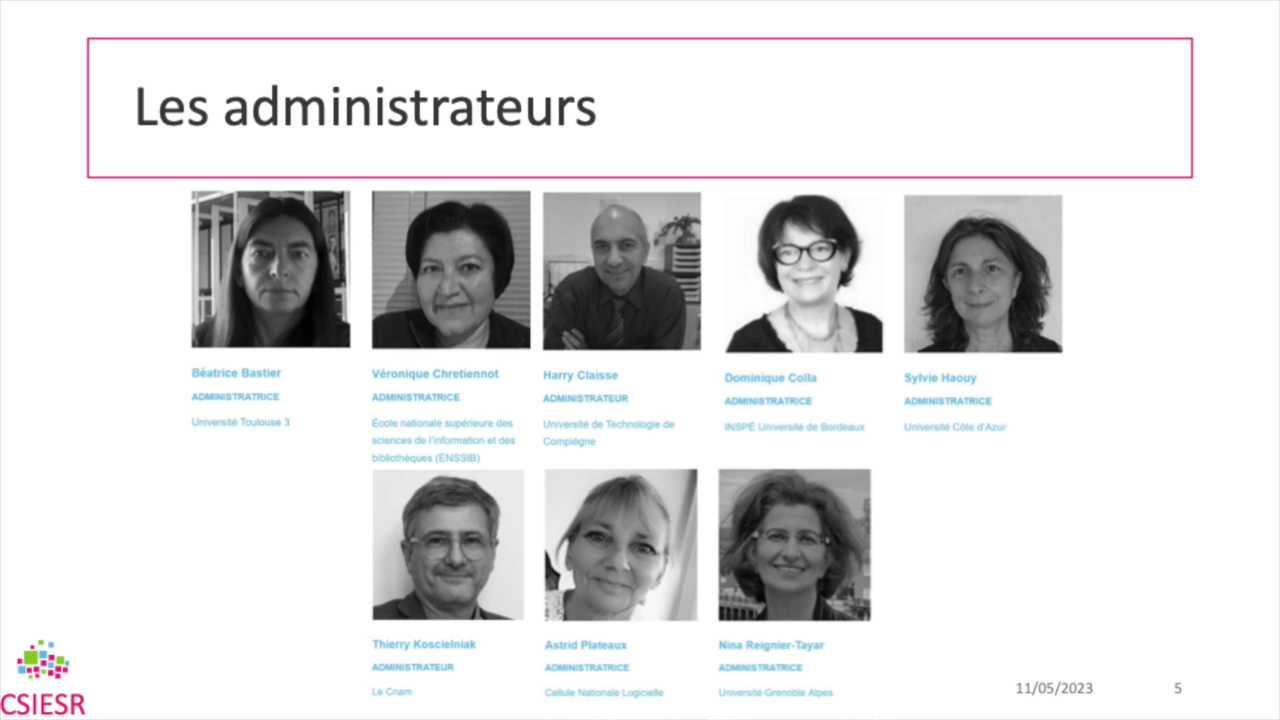 Les administrateurs
Béatrice Bastier
ADMINISTRATRICE
Université Toulouse 3
Véronique Chretiennot
ADMINISTRATRICE
École nationale supérieure des
sciences de l'information et des
bibliothèques (ENSSIB)
Harry Claisse
ADMINISTRATEUR
Université de Technologie de
Compiègne
Dominique Colla
ADMINISTRATRICE
INSPÉ Université de Bordeaux
Sylvie Haouy
ADMINISTRATRICE
Université Côte d'Azur
Thierry Koscielniak
ADMINISTRATEUR
Le Cnam
Astrid Plateaux
ADMINISTRATRICE
Cellule Nationale Logicielle
Nina Reignier-Tayar
ADMINISTRATRICE
Université Grenoble Alpes
CSIESR
11/05/2023
5